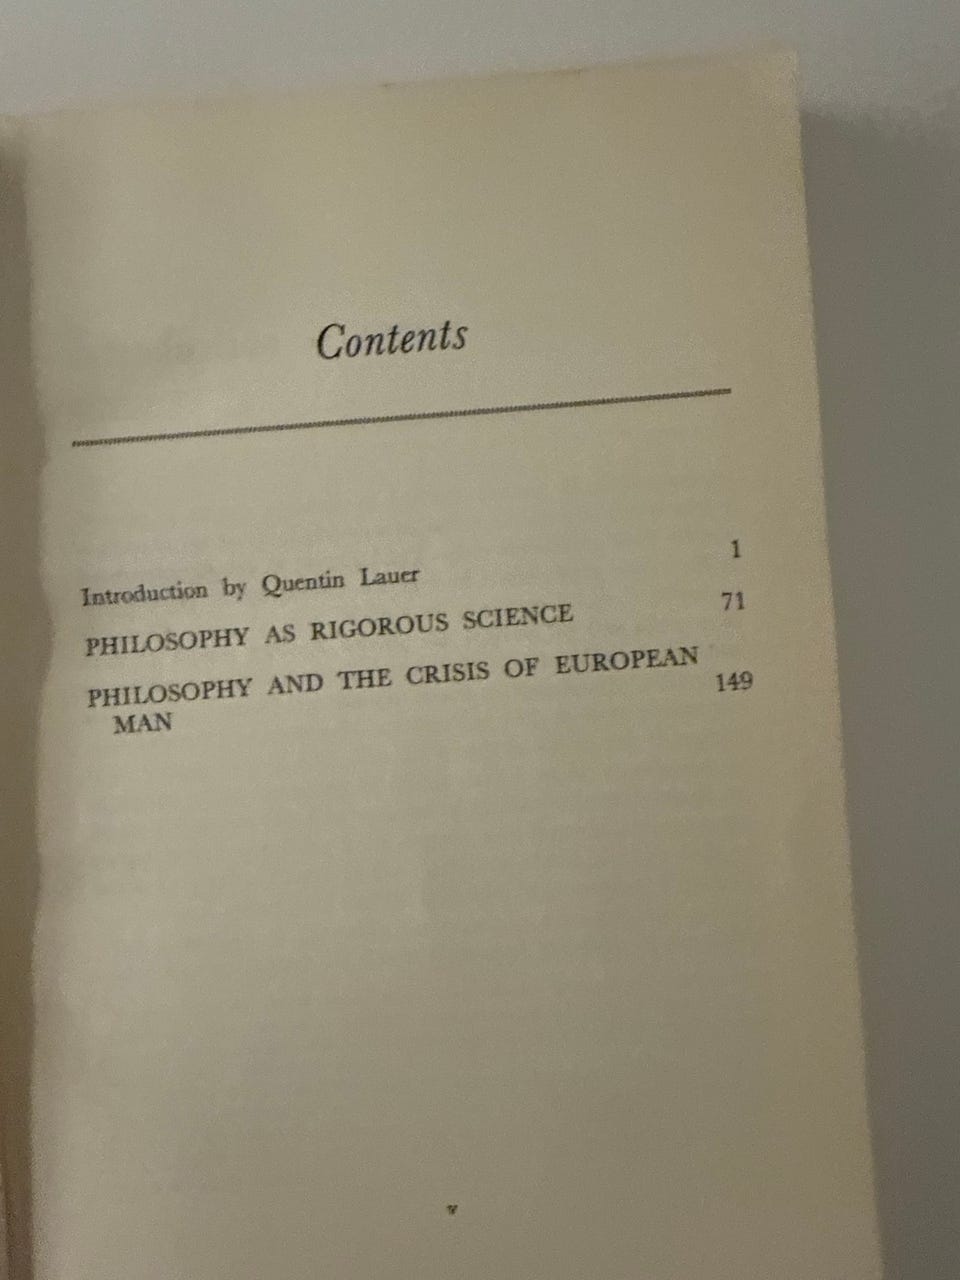 Contents
Introduction by Quentin Lauer 1
PHILOSOPHY AS RIGOROUS SCIENCE 71
PHILOSOPHY AND THE CRISIS OF EUROPEAN
MAN 149
v